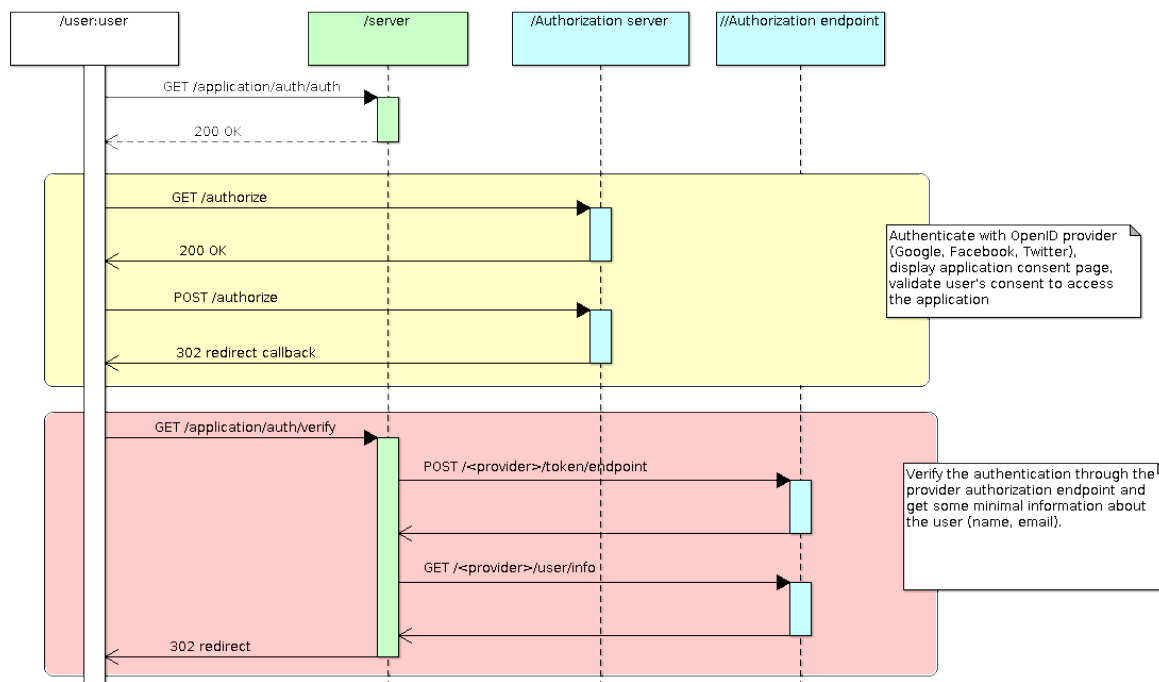 /user:user
/server
/Authorization server
//Authorization endpoint
GET /application/auth/auth
200 OK
GET /authorize
200 OK
POST /authorize
302 redirect callback
Authenticate with OpenID provider
(Google, Facebook, Twitter),
display application consent page,
validate user's consent to access
the application
GET /application/auth/verify
POST /<provider>/token/endpoint
GET /<provider>/user/info
302 redirect
Verify the authentication through the
provider authorization endpoint and
get some minimal information about
the user (name, email).